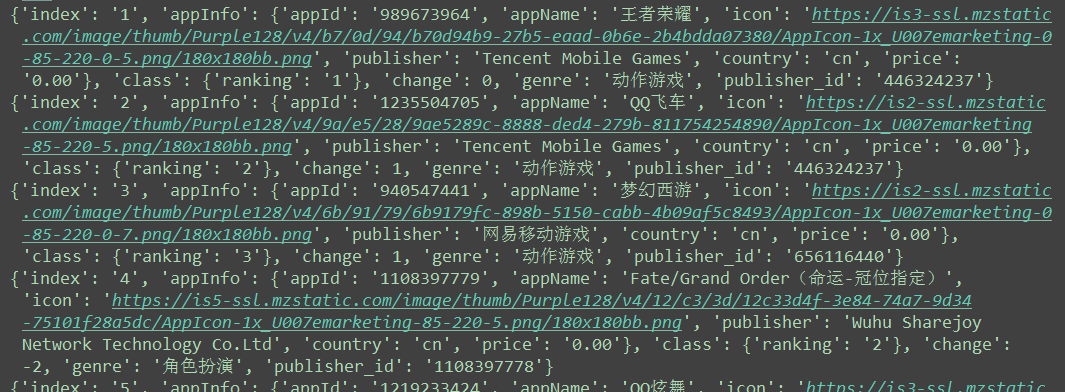 {'index': '1', 'appInfo': {'appId': '989673964', 'appName': '王者荣耀', 'icon': 'https://is3-ssl.mzstatic
.com/image/thumb/Purple128/v4/b7/0d/94/b70d94b9-27b5-eaad-0b6e-2b4bdda07380/AppIcon-1x_U007emarketing-0
-85-220-0-5.png/180x180bb.png', 'publisher': 'Tencent Mobile Games', 'country': 'cn', 'price':
'0.00'}, 'class': {'ranking': '1'}, 'change': 0, 'genre': '动作游戏', 'publisher_id': '446324237'}
{'index': '2', 'appInfo': {'appId': '1235504705', 'appName': 'QQ飞车', 'icon': 'https://is2-ssl.mzstatic
.com/image/thumb/Purple128/v4/9a/e5/28/9ae5289c-8888-ded4-279b-811754254890/AppIcon-1x_U007emarketing
-85-220-5.png/180x180bb.png', 'publisher': 'Tencent Mobile Games', 'country': 'cn', 'price': '0.00'},
'class': {'ranking': '2'}, 'change': 1, 'genre': '动作游戏', 'publisher_id': '446324237'}
{'index': '3', 'appInfo': {'appId': '940547441', 'appName': '梦幻西游', 'icon': 'https://is2-ssl.mzstatic
.com/image/thumb/Purple128/v4/6b/91/79/6b9179fc-898b-5150-cabb-4b09af5c8493/AppIcon-1x_U007emarketing-0
-85-220-0-7.png/180x180bb.png', 'publisher': '网易移动游戏', 'country': 'cn', 'price': '0.00'},
'class': {'ranking': '3'}, 'change': 1, 'genre': '动作游戏', 'publisher_id': '656116440'}
{'index': '4', 'appInfo': {'appId': '1108397779', 'appName': 'Fate/Grand Order（命运-冠位指定）',
'icon': 'https://is5-ssl.mzstatic.com/image/thumb/Purple128/v4/12/c3/3d/12c33d4f-3e84-74a7-9d34
-75101f28a5dc/AppIcon-1x_U007emarketing-85-220-5.png/180x180bb.png', 'publisher': 'Wuhu Sharejoy
Network Technology Co.Ltd', 'country': 'cn', 'price': '0.00'}, 'class': {'ranking': '2'}, 'change':
-2, 'genre': '角色扮演', 'publisher_id': '1108397778'}
{'index': '5', 'appInfo': {'appId': '1219233424', 'appName': 'QQ炫舞', 'icon': 'https://is3-ssl.mzstatic